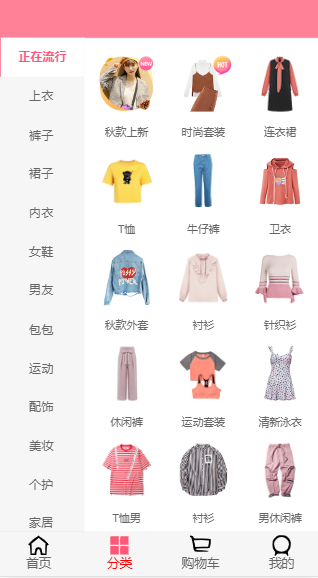 正在流行
上衣
裤子
裙子
内衣
女鞋
男友
包包
运动
配饰
美妆
个护
家居
NEW
HOT
秋款上新
时尚套装
连衣裙
T恤
牛仔裤
卫衣
秋款外套
衬衫
针织衫
休闲裤
运动套装
清新泳衣
T恤男
衬衫
男休闲裤
首页
分类
购物车
我的